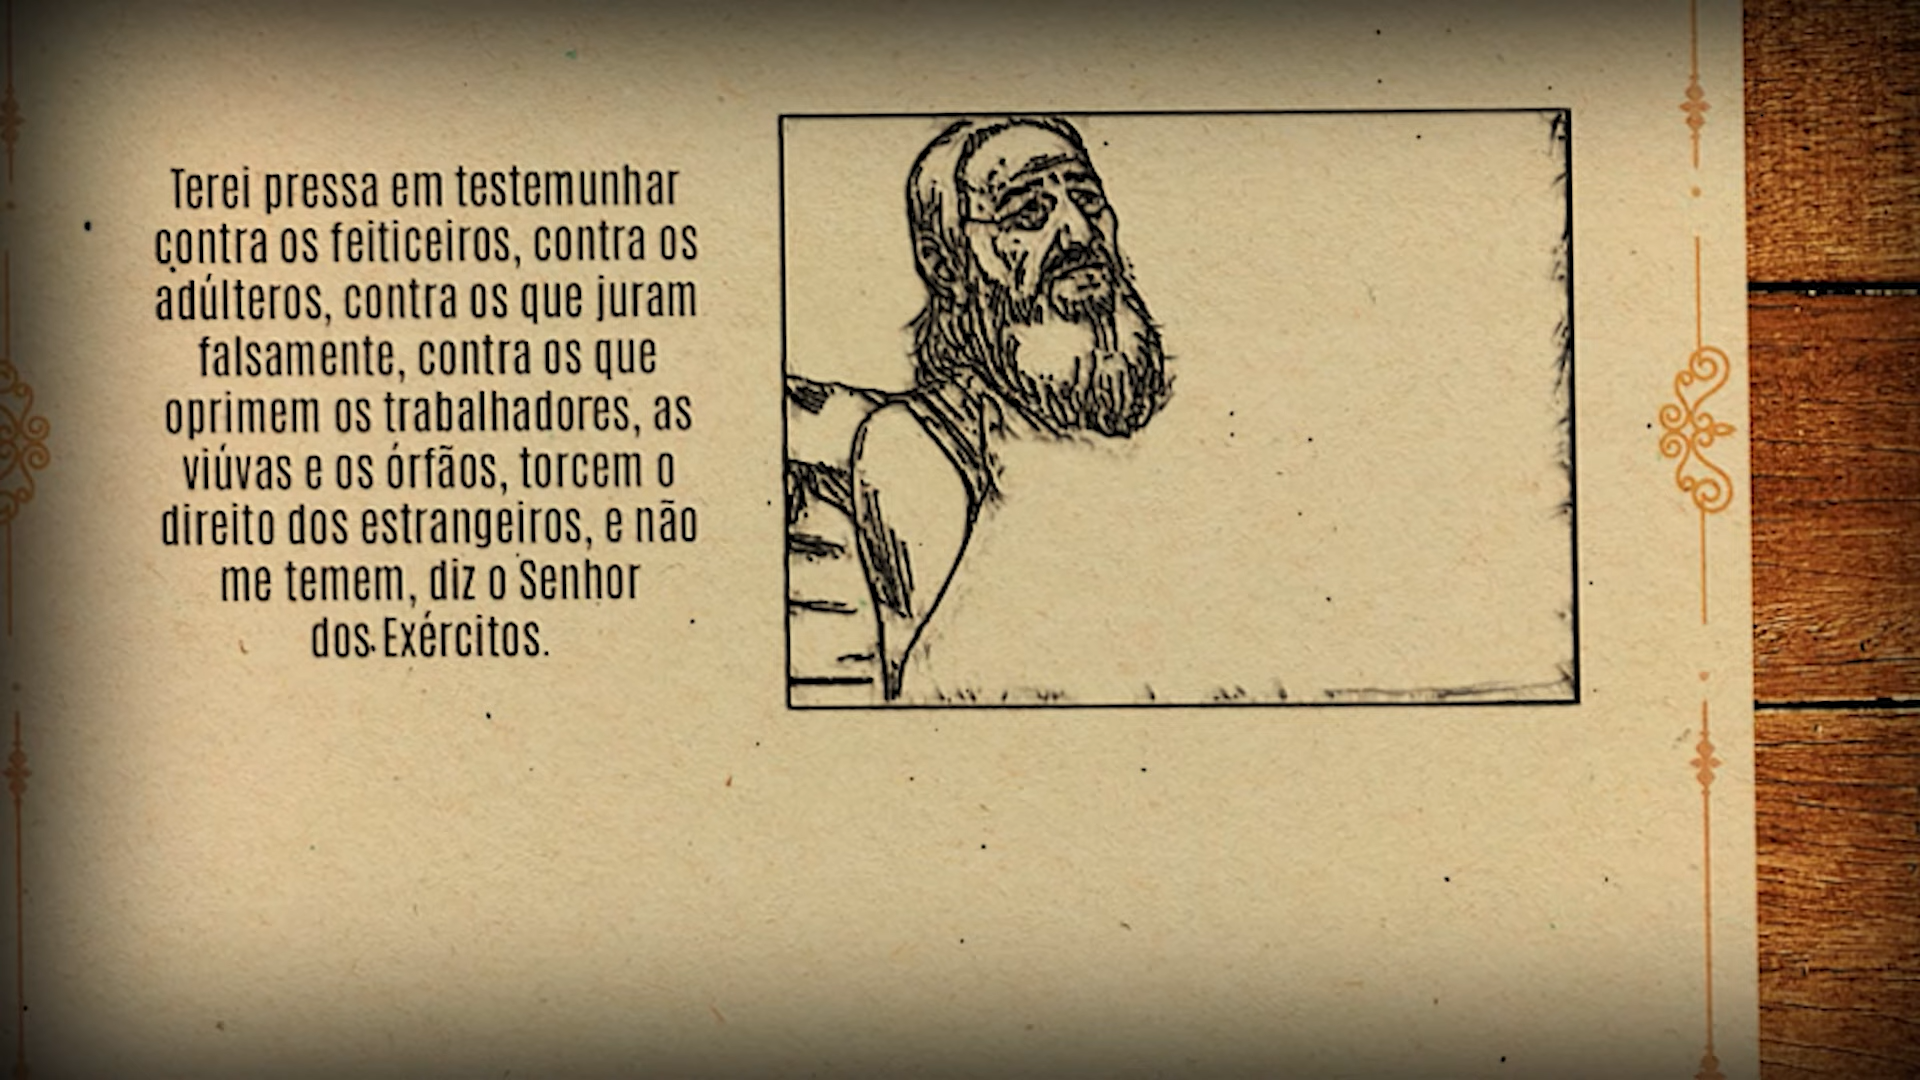 Terei pressa em testemunhar
contra os feiticeiros, contra os
adúlteros, contra os que juram
falsamente, contra os que
oprimem os trabalhadores, as
viúvas e os órfãos, torcem o
direito dos estrangeiros, e não
me temem, diz o Senhor
dos Exércitos.